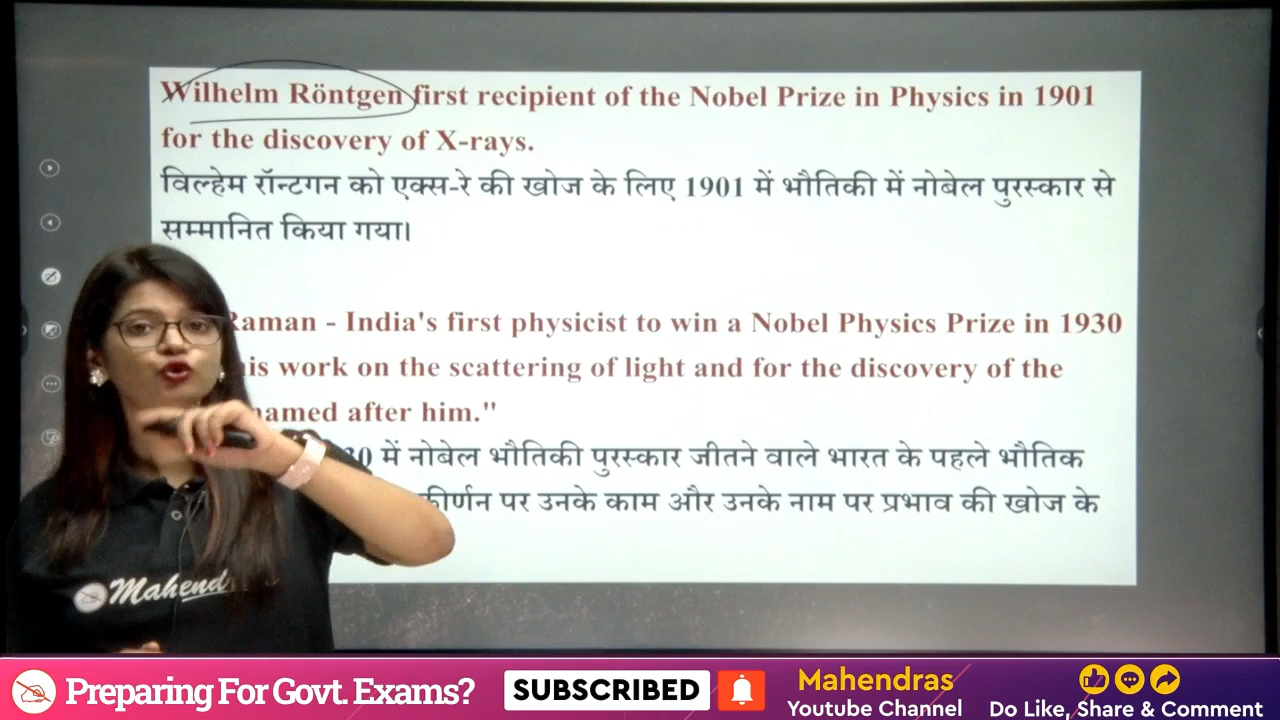 Wilhelm Röntgen first recipient of the Nobel Prize in Physics in 1901
for the discovery of X-rays.
विल्हेम रॉन्टगन को एक्स-रे की खोज के लिए 1901 में भौतिकी में नोबेल पुरस्कार से
सम्मानित किया गया।
Raman - India's first physicist to win a Nobel Physics Prize in 1930
work on the scattering of light and for the discovery of the
named after him."
में नोबेल भौतिकी पुरस्कार जीतने वाले भारत के पहले भौतिक
पर उनके काम और उनके नाम पर प्रभाव की खोज के
Preparing For Govt. Exams?
SUBSCRIBED
Mahendras
Youtube Channel
Do Like, Share & Comment